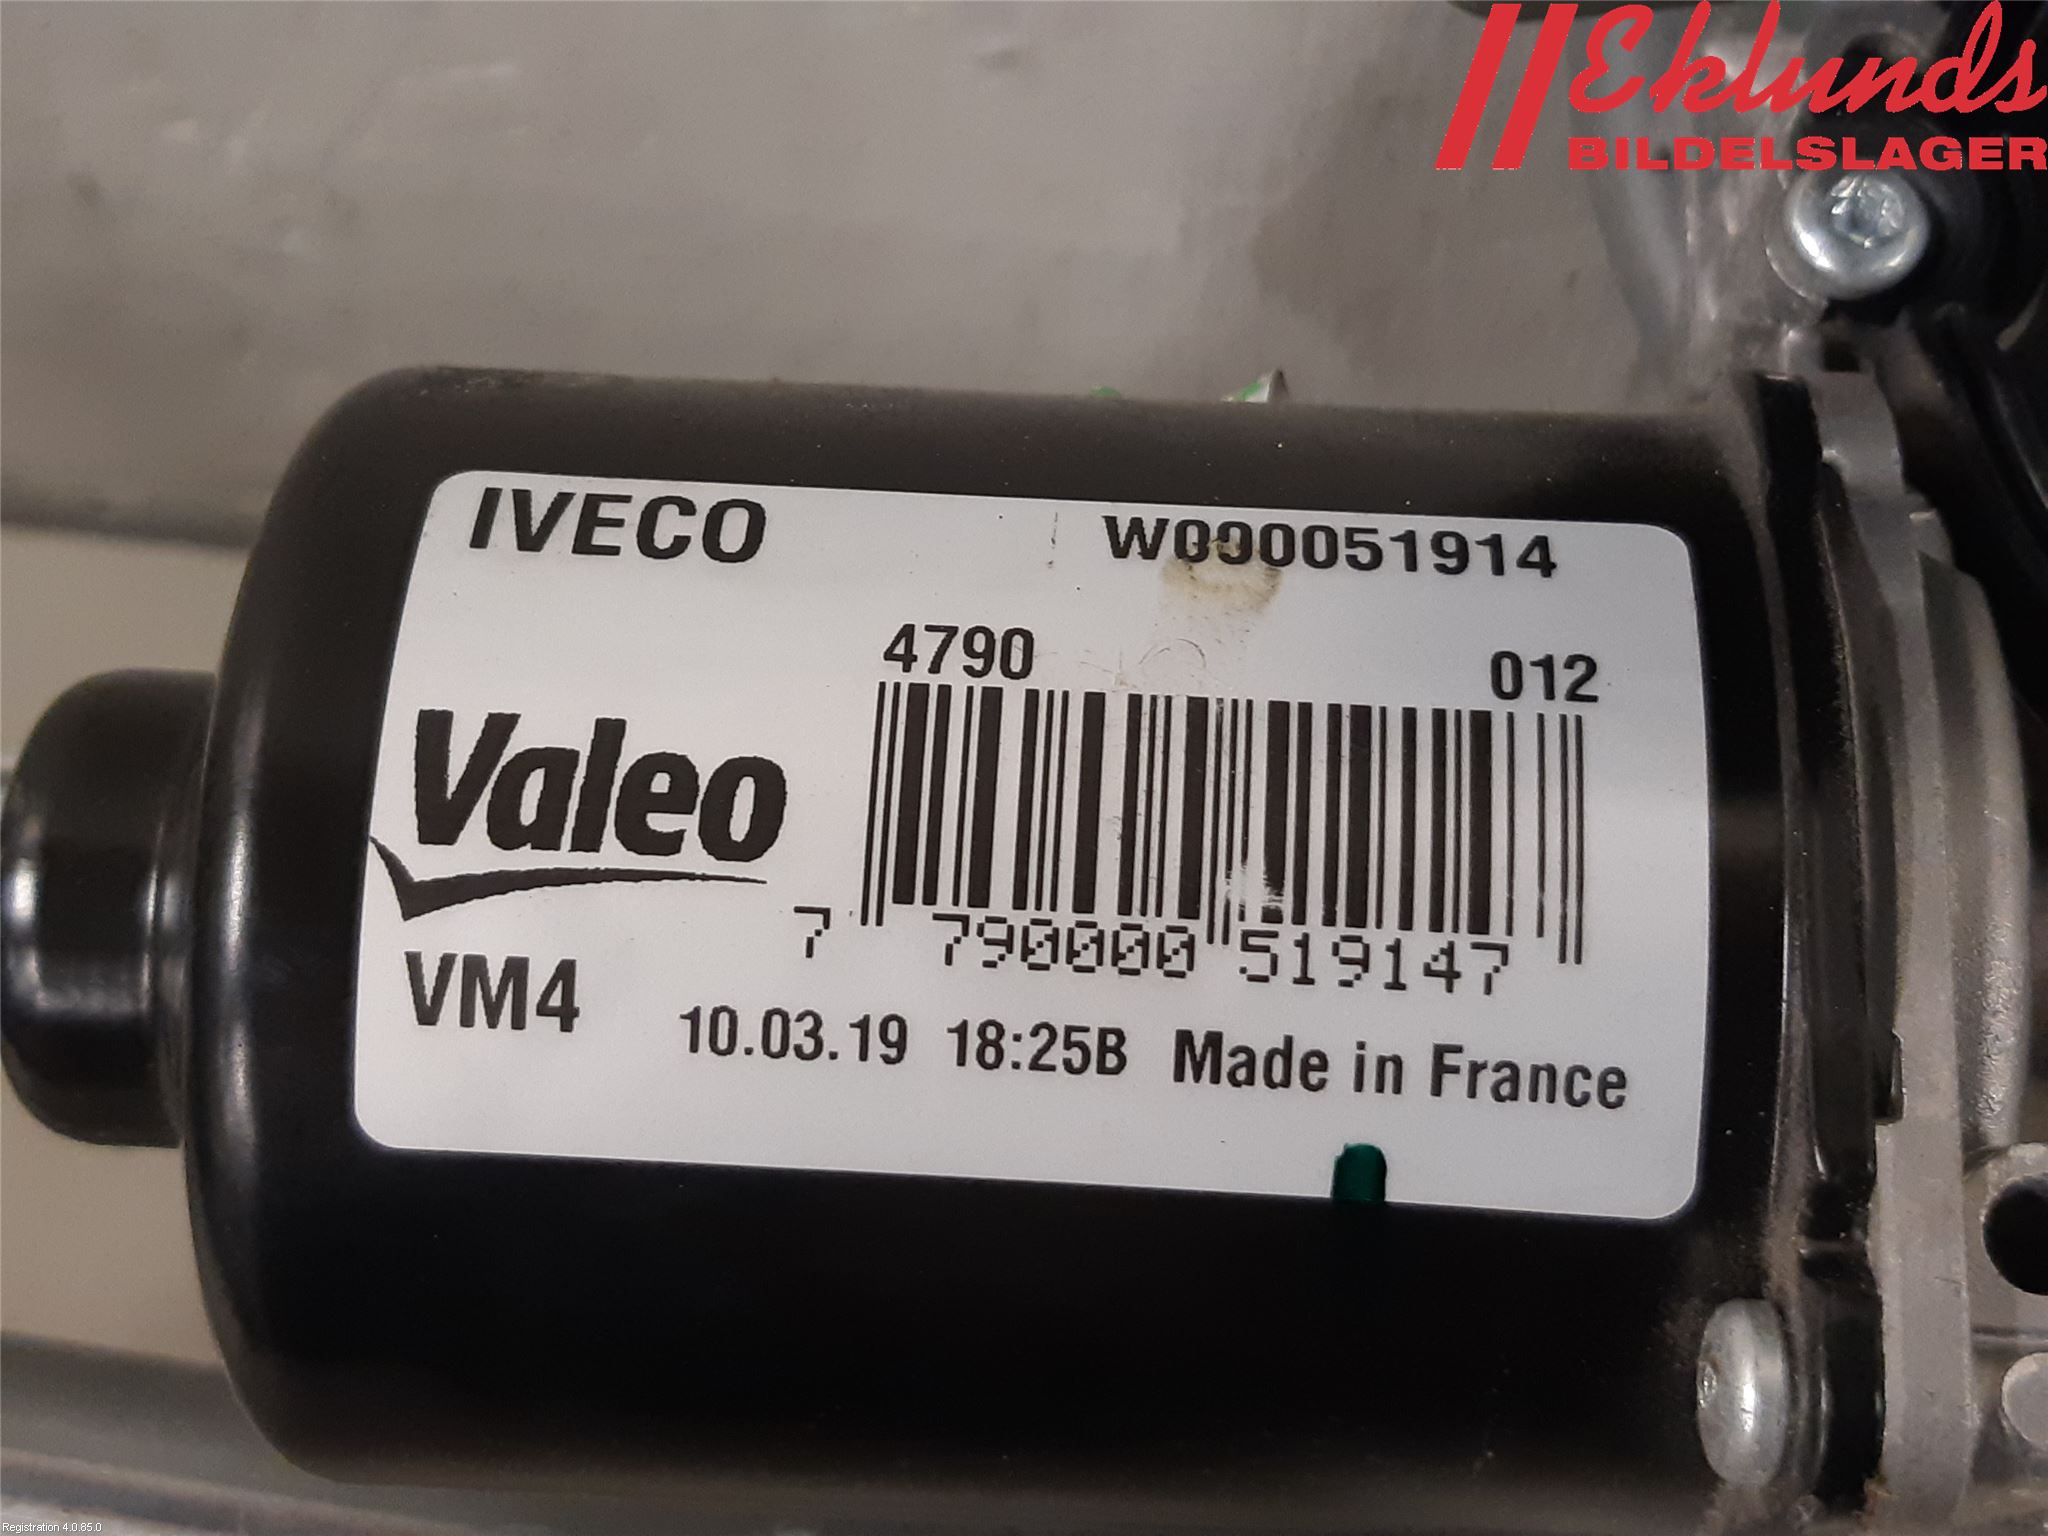 Eklunds
BILDELSLAGER
IVECO W000051914
4790 012
Valeo
7 790000 519147
VM4
10.03.19 18:25B Made in France
Registration 4.0.85.0